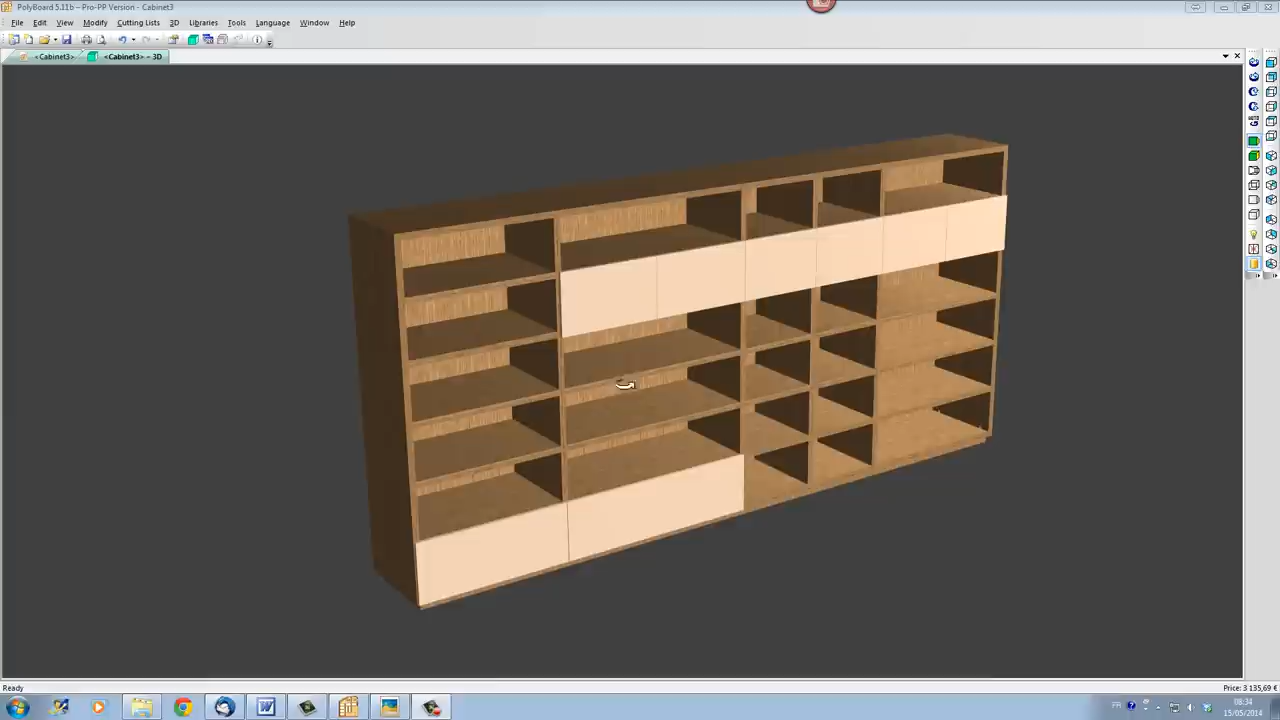 PolyBoard 5.11b - Pro-PP Version - Cabinet3
File Edit View Modify Cutting Lists 3D Libraries Tools Language Window Help
<Cabinet3> <Cabinet3> - 3D
Ready Price: 3 135,69 €
FR 08:34
15/05/2014